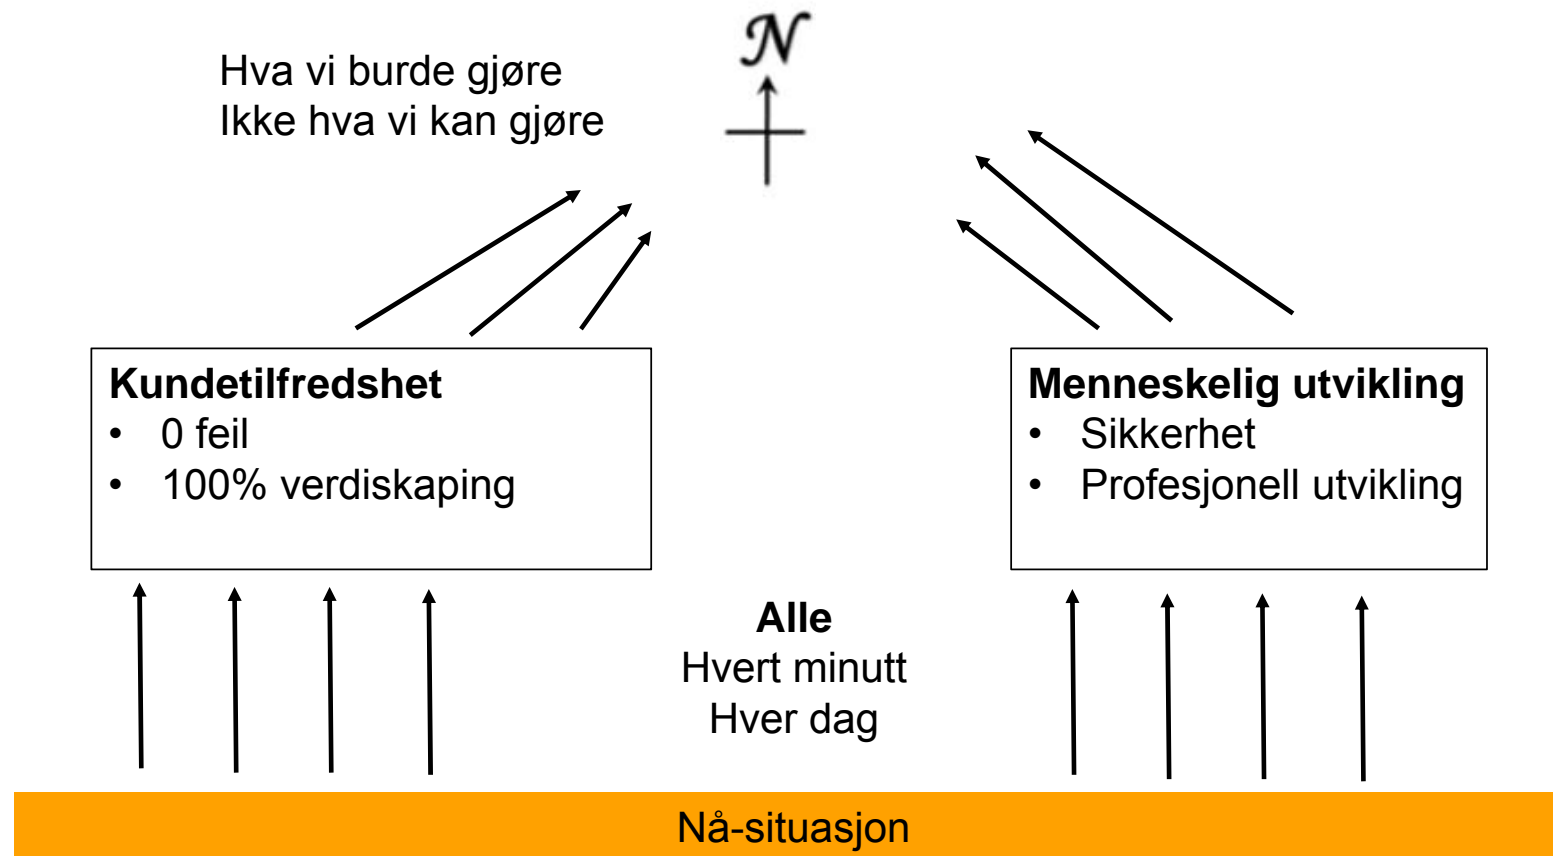 N
Hva vi burde gjøre
Ikke hva vi kan gjøre
Kundetilfredshet
• 0 feil
• 100% verdiskaping
Menneskelig utvikling
• Sikkerhet
• Profesjonell utvikling
Alle
Hvert minutt
Hver dag
Nå-situasjon